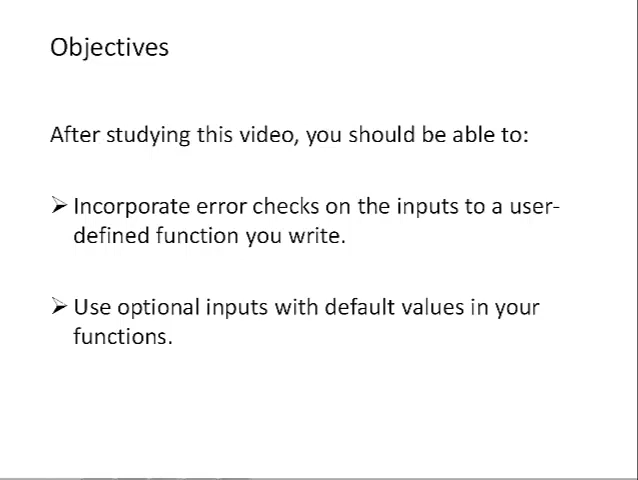 Objectives
After studying this video, you should be able to:
➢ Incorporate error checks on the inputs to a user-
defined function you write.
➢ Use optional inputs with default values in your
functions.